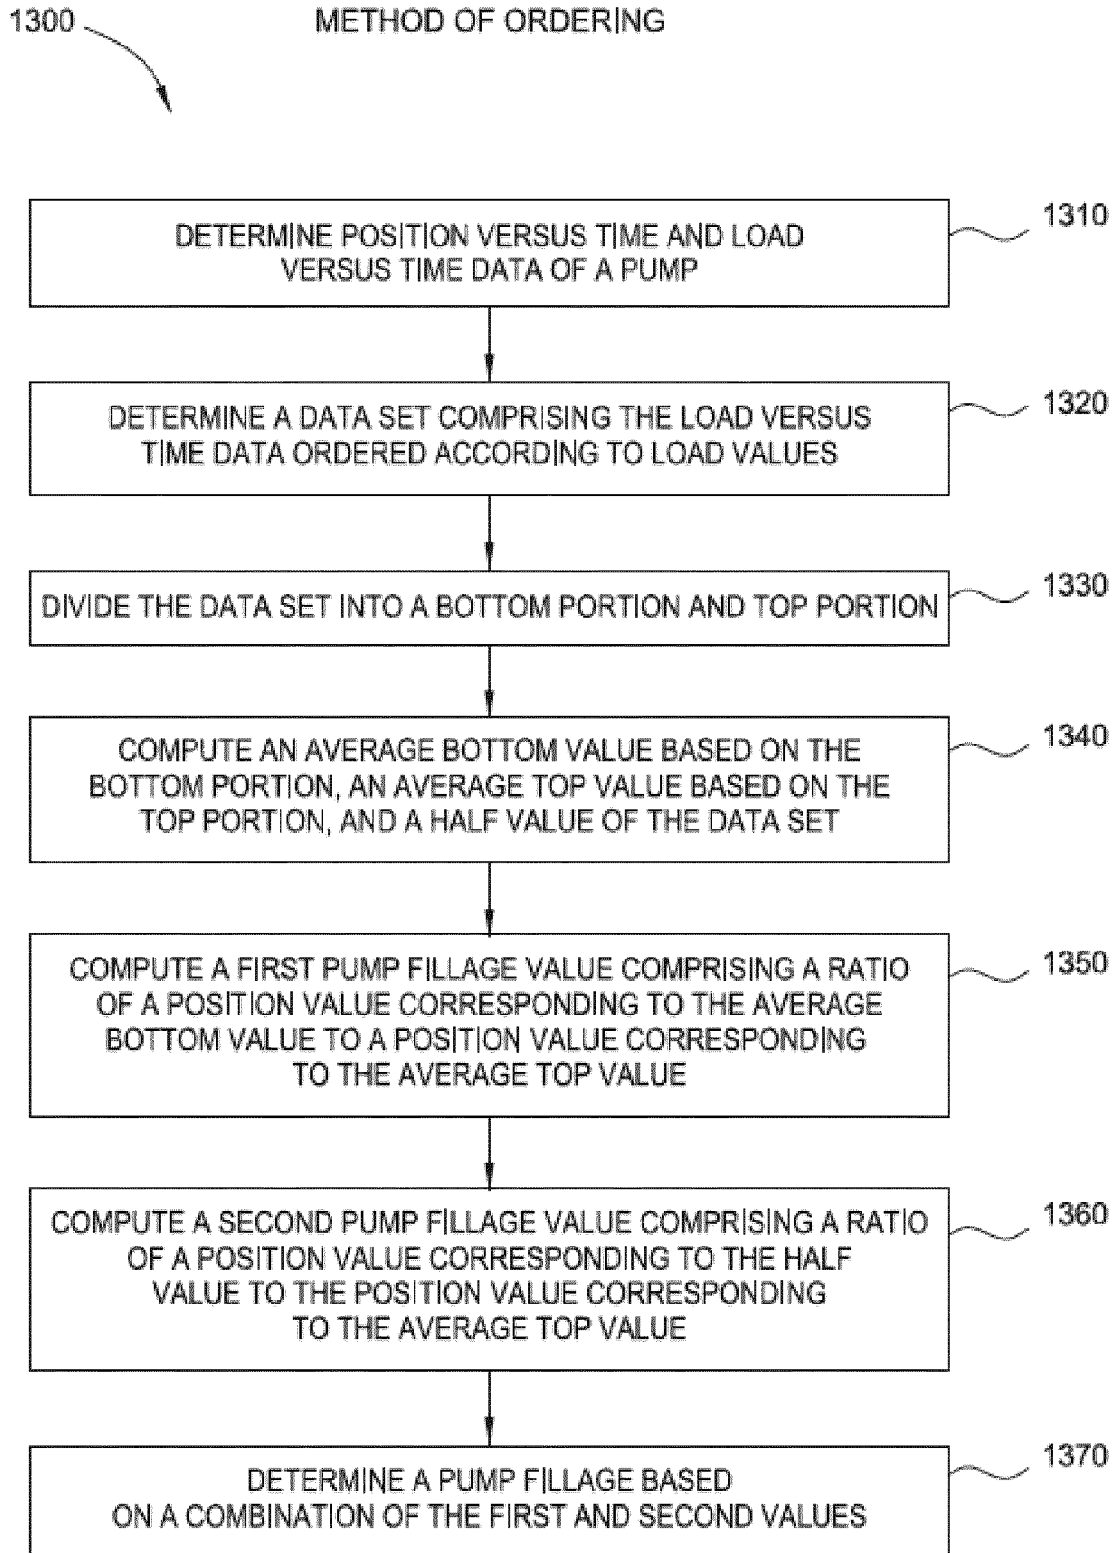 1300
METHOD OF ORDERING
DETERMINE POSITION VERSUS TIME AND LOAD
VERSUS TIME DATA OF A PUMP
1310
DETERMINE A DATA SET COMPRISING THE LOAD VERSUS
TIME DATA ORDERED ACCORDING TO LOAD VALUES
1320
DIVIDE THE DATA SET INTO A BOTTOM PORTION AND TOP PORTION
1330
COMPUTE AN AVERAGE BOTTOM VALUE BASED ON THE
BOTTOM PORTION, AN AVERAGE TOP VALUE BASED ON THE
TOP PORTION, AND A HALF VALUE OF THE DATA SET
1340
COMPUTE A FIRST PUMP FILLAGE VALUE COMPRISING A RATIO
OF A POSITION VALUE CORRESPONDING TO THE AVERAGE
BOTTOM VALUE TO A POSITION VALUE CORRESPONDING
TO THE AVERAGE TOP VALUE
1350
COMPUTE A SECOND PUMP FILLAGE VALUE COMPRISING A RATIO
OF A POSITION VALUE CORRESPONDING TO THE HALF
VALUE TO THE POSITION VALUE CORRESPONDING
TO THE AVERAGE TOP VALUE
1360
DETERMINE A PUMP FILLAGE BASED
ON A COMBINATION OF THE FIRST AND SECOND VALUES
1370